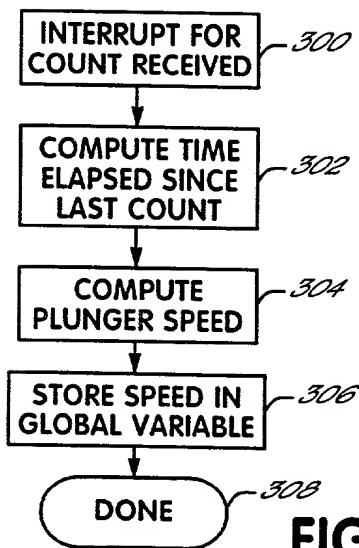 INTERRUPT FOR
COUNT RECEIVED
300
COMPUTE TIME
ELAPSED SINCE
LAST COUNT
302
COMPUTE
PLUNGER SPEED
304
STORE SPEED IN
GLOBAL VARIABLE
306
DONE
308
FIG